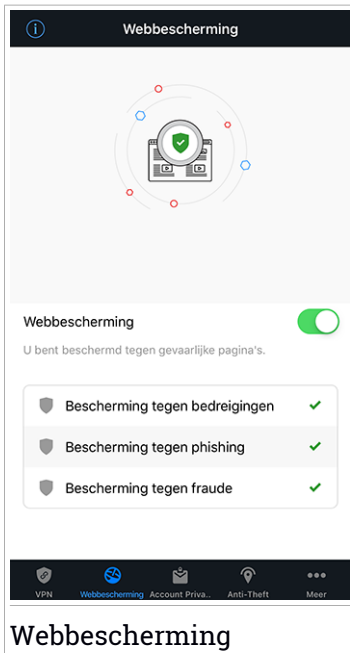 Webbescherming
Webbescherming
U bent beschermd tegen gevaarlijke pagina's.
Bescherming tegen bedreigingen
Bescherming tegen phishing
Bescherming tegen fraude
VPN Webbescherming Account Priva.. Anti-Theft Meer
Webbescherming